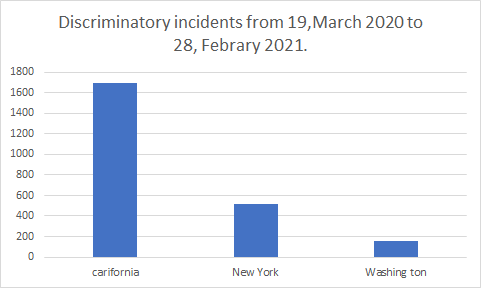 Discriminatory incidents from 19,March 2020 to
28, Febrary 2021.
1800
1600
1400
1200
1000
800
600
400
200
0
carifornia
New York
Washing ton